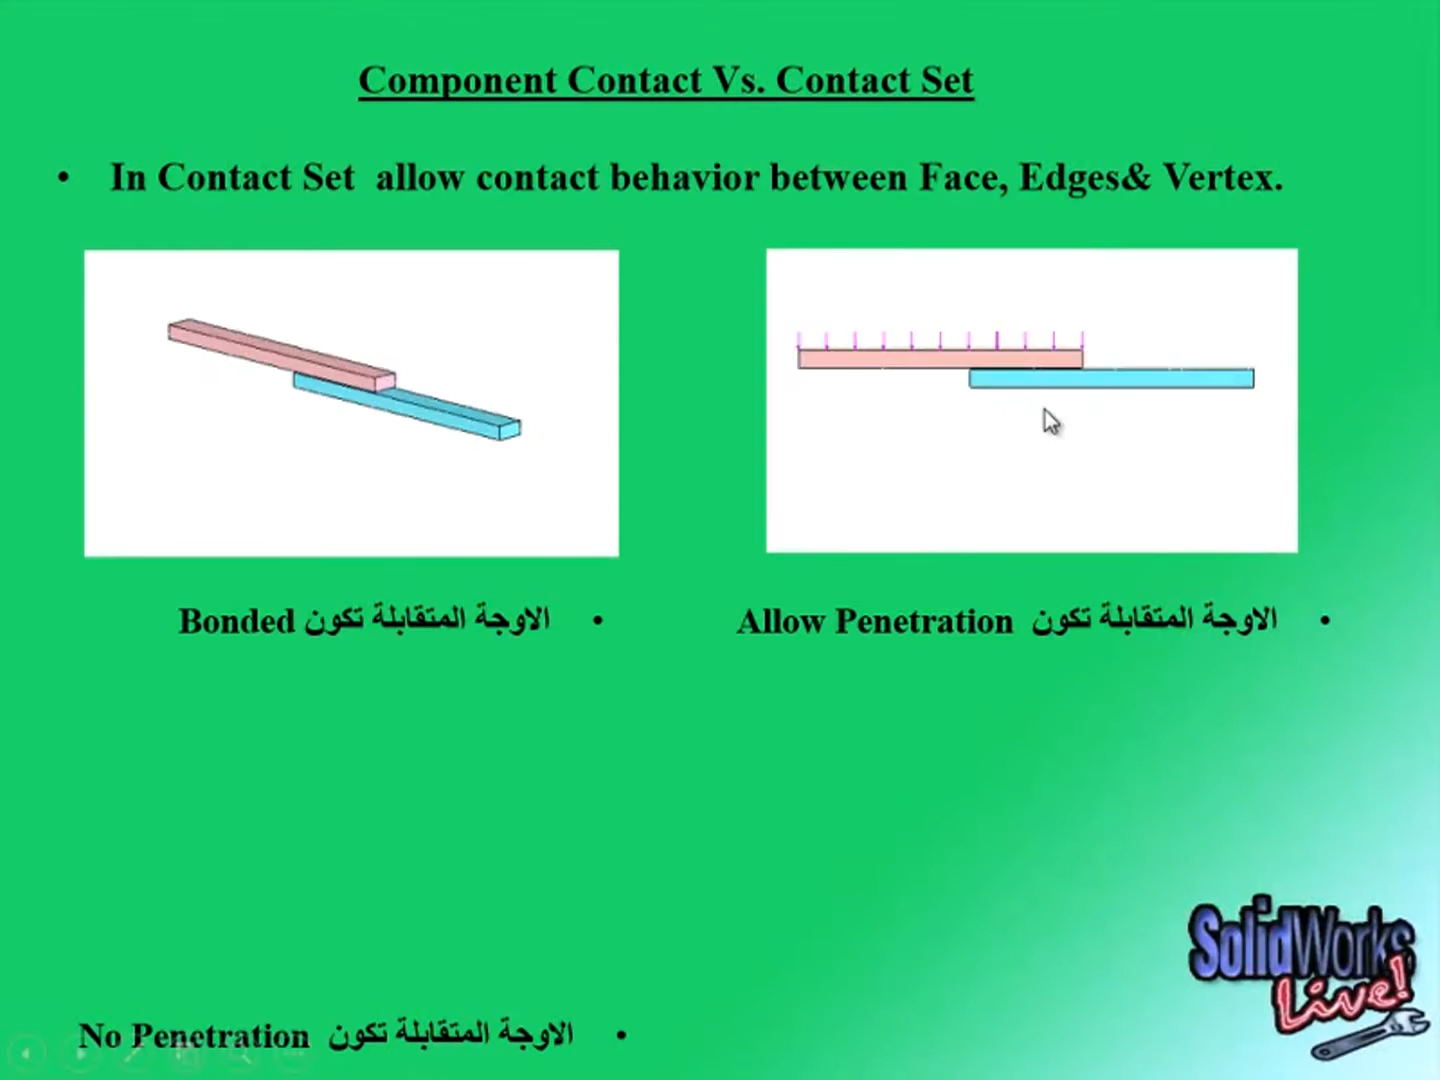 Component Contact Vs. Contact Set
• In Contact Set allow contact behavior between Face, Edges& Vertex.
• الاوجة المتقابلة تكون Bonded
• الاوجة المتقابلة تكون Allow Penetration
SolidWorks
Live!
• الاوجة المتقابلة تكون No Penetration